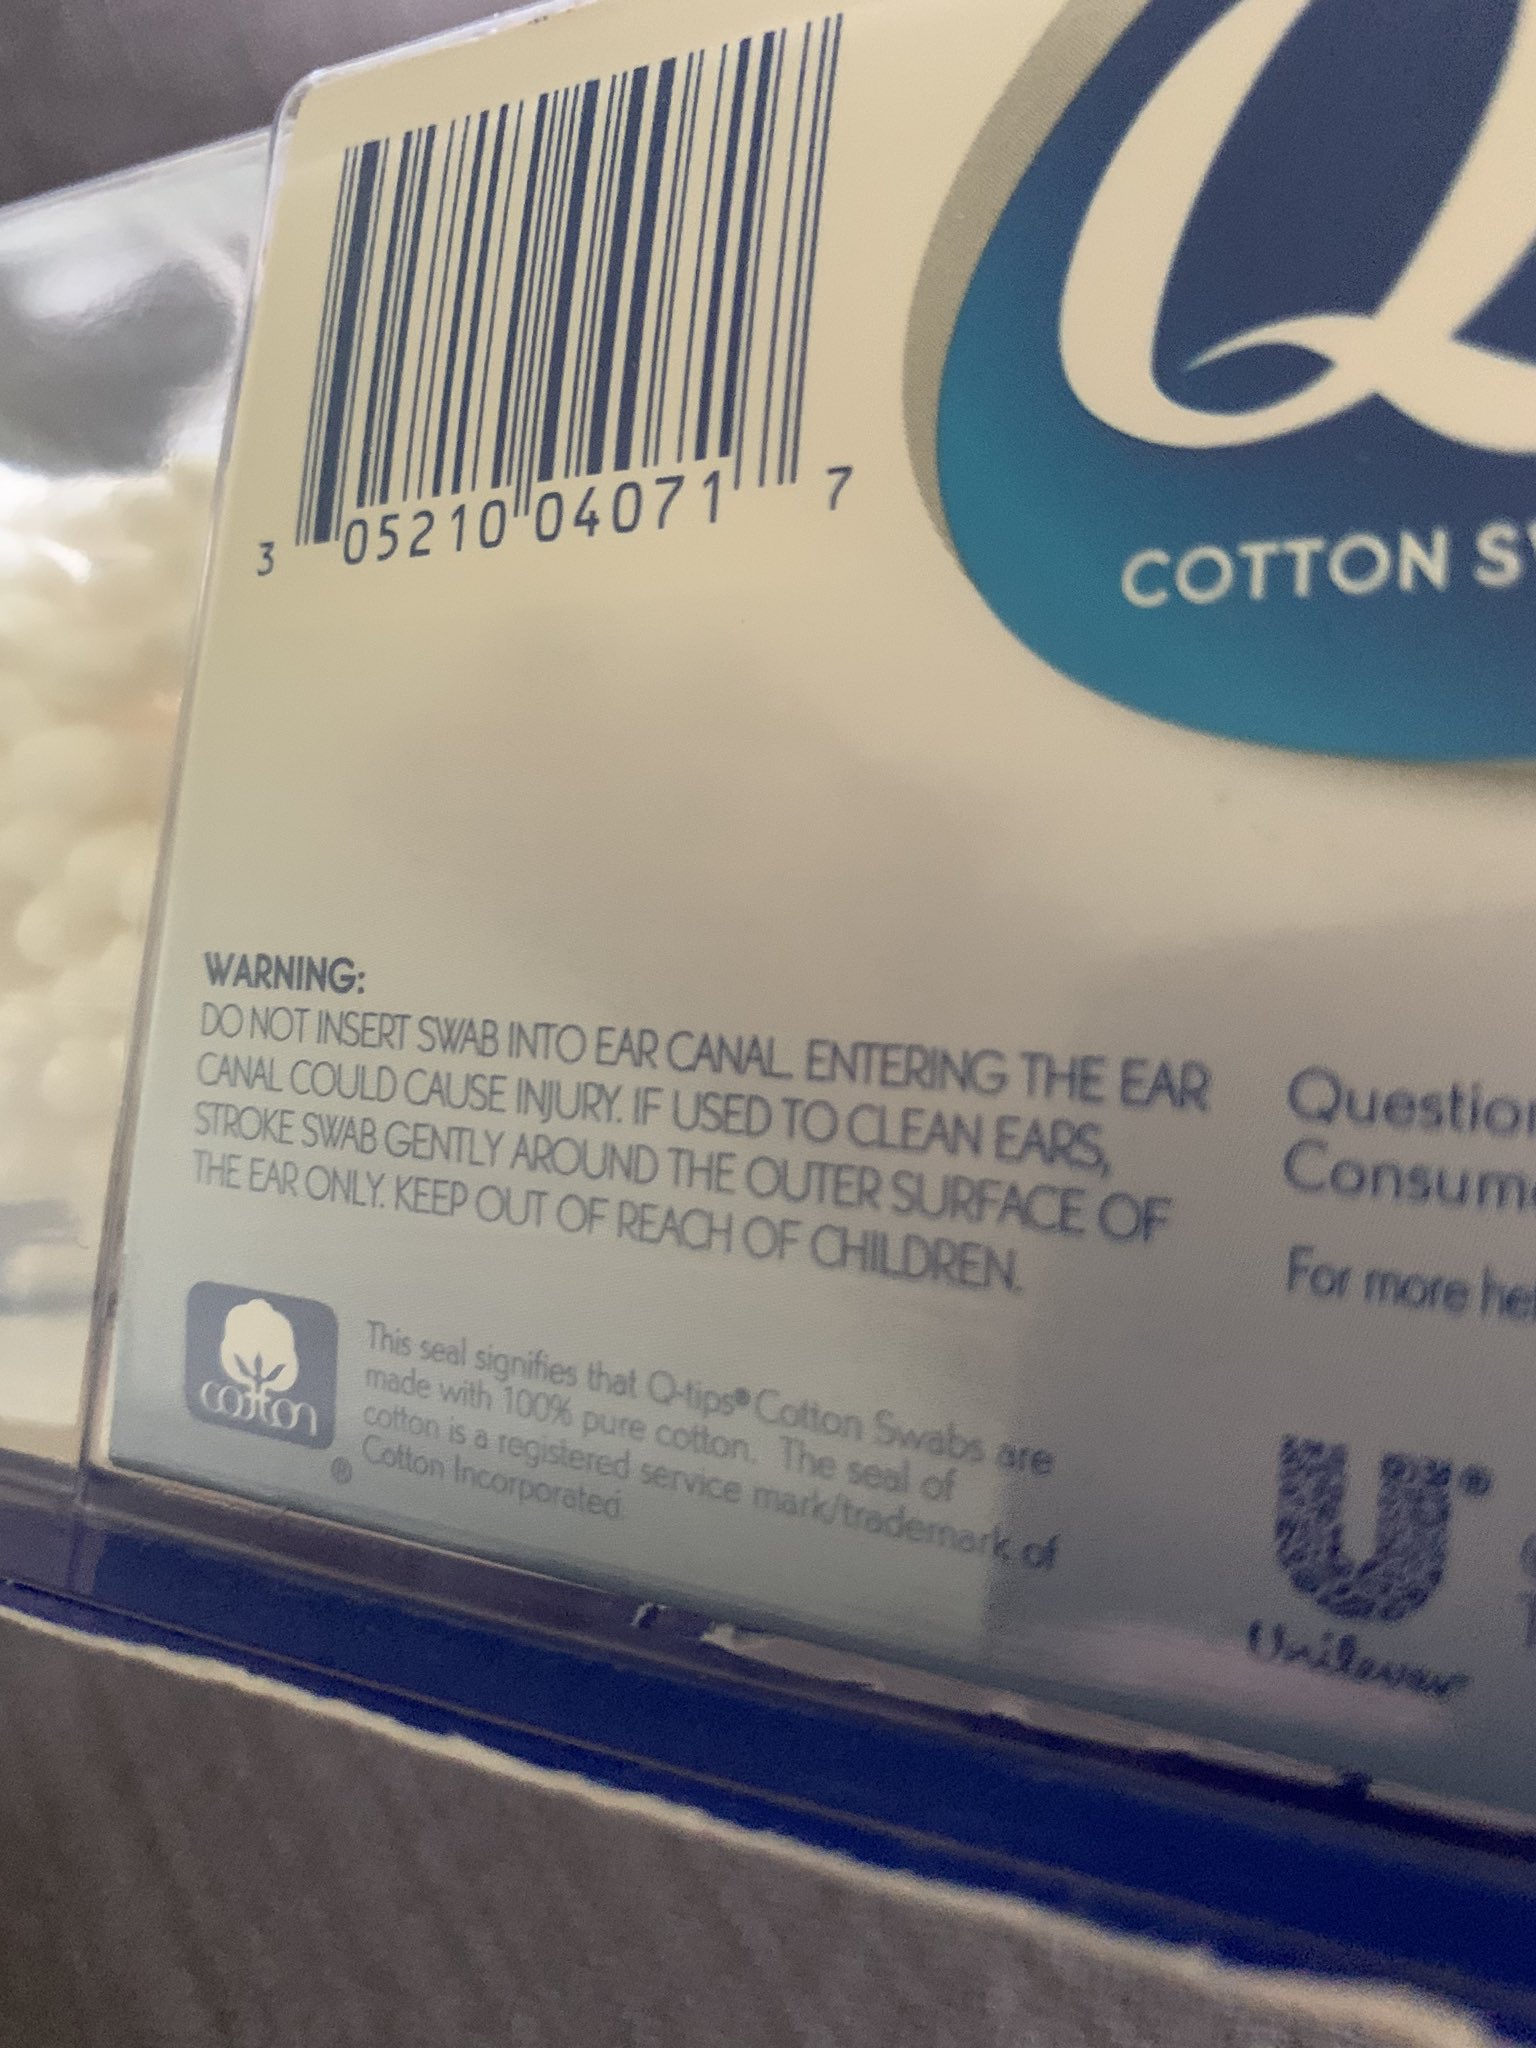 3 05210 04071 7
COTTON
WARNING:
DO NOT INSERT SWAB INTO EAR CANAL. ENTERING THE EAR
CANAL COULD CAUSE INJURY. IF USED TO CLEAN EARS,
STROKE SWAB GENTLY AROUND THE OUTER SURFACE OF
THE EAR ONLY. KEEP OUT OF REACH OF CHILDREN.
cotton
®
This seal signifies that Q-tips® Cotton Swabs are
made with 100% pure cotton. The seal of
cotton is a registered service mark/trademark of
Cotton Incorporated.
For more
U®
Unilever